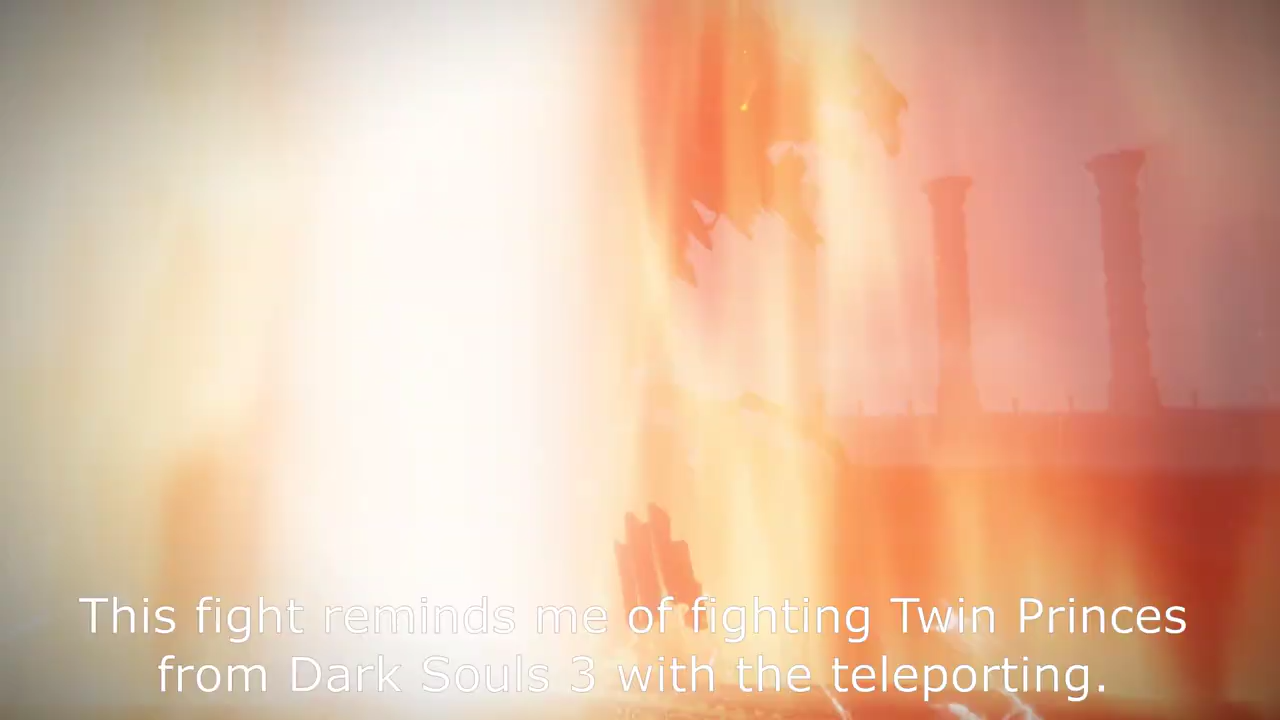 This fight reminds me of fighting Twin Princes
from Dark Souls 3 with the teleporting.